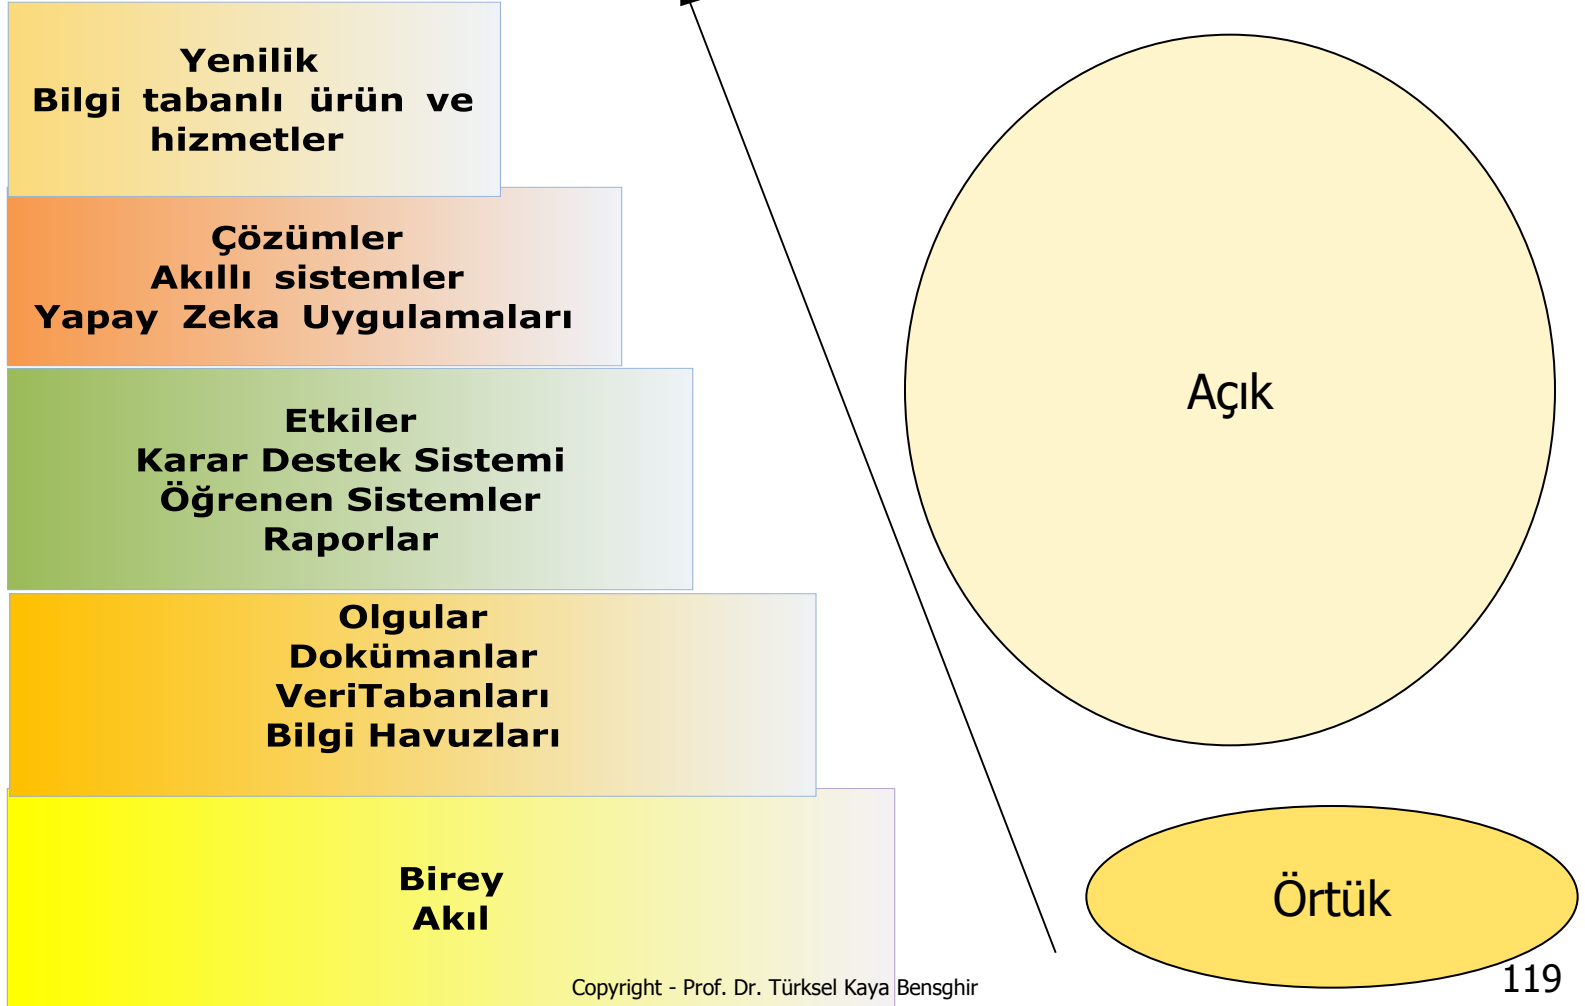 Yenilik
Bilgi tabanlı ürün ve
hizmetler
Çözümler
Akıllı sistemler
Yapay Zeka Uygulamaları
Etkiler
Karar Destek Sistemi
Öğrenen Sistemler
Raporlar
Olgular
Dokümanlar
VeriTabanları
Bilgi Havuzları
Birey
Akıl
Açık
Örtük
Copyright - Prof. Dr. Türksel Kaya Bensghir
119